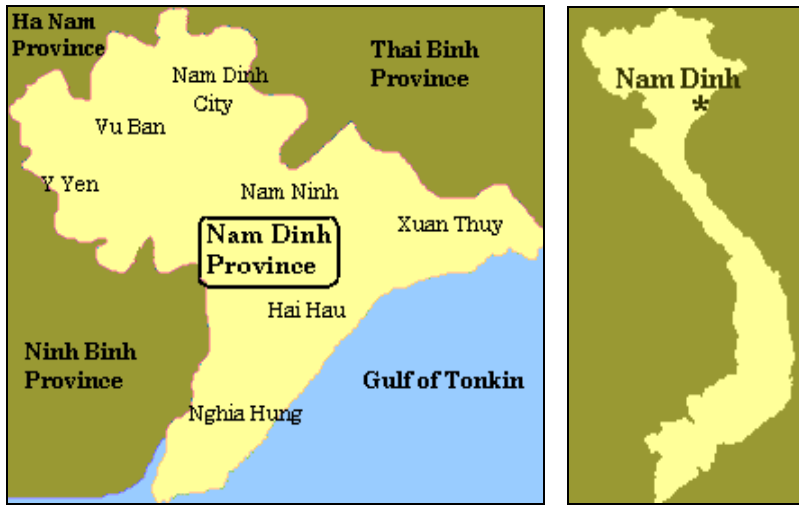 Ha Nam
Province
Thai Binh
Province
Nam Dinh
City
Vu Ban
Y Yen
Nam Ninh
Xuan Thuy
Nam Dinh
Province
Hai Hau
Ninh Binh
Province
Gulf of Tonkin
Nghia Hung
Nam Dinh
*